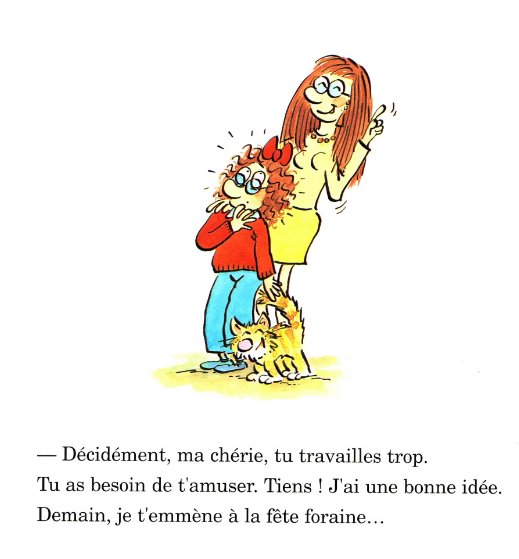 — Décidément, ma chérie, tu travailles trop.
Tu as besoin de t'amuser. Tiens ! J'ai une bonne idée.
Demain, je t'emmène à la fête foraine...